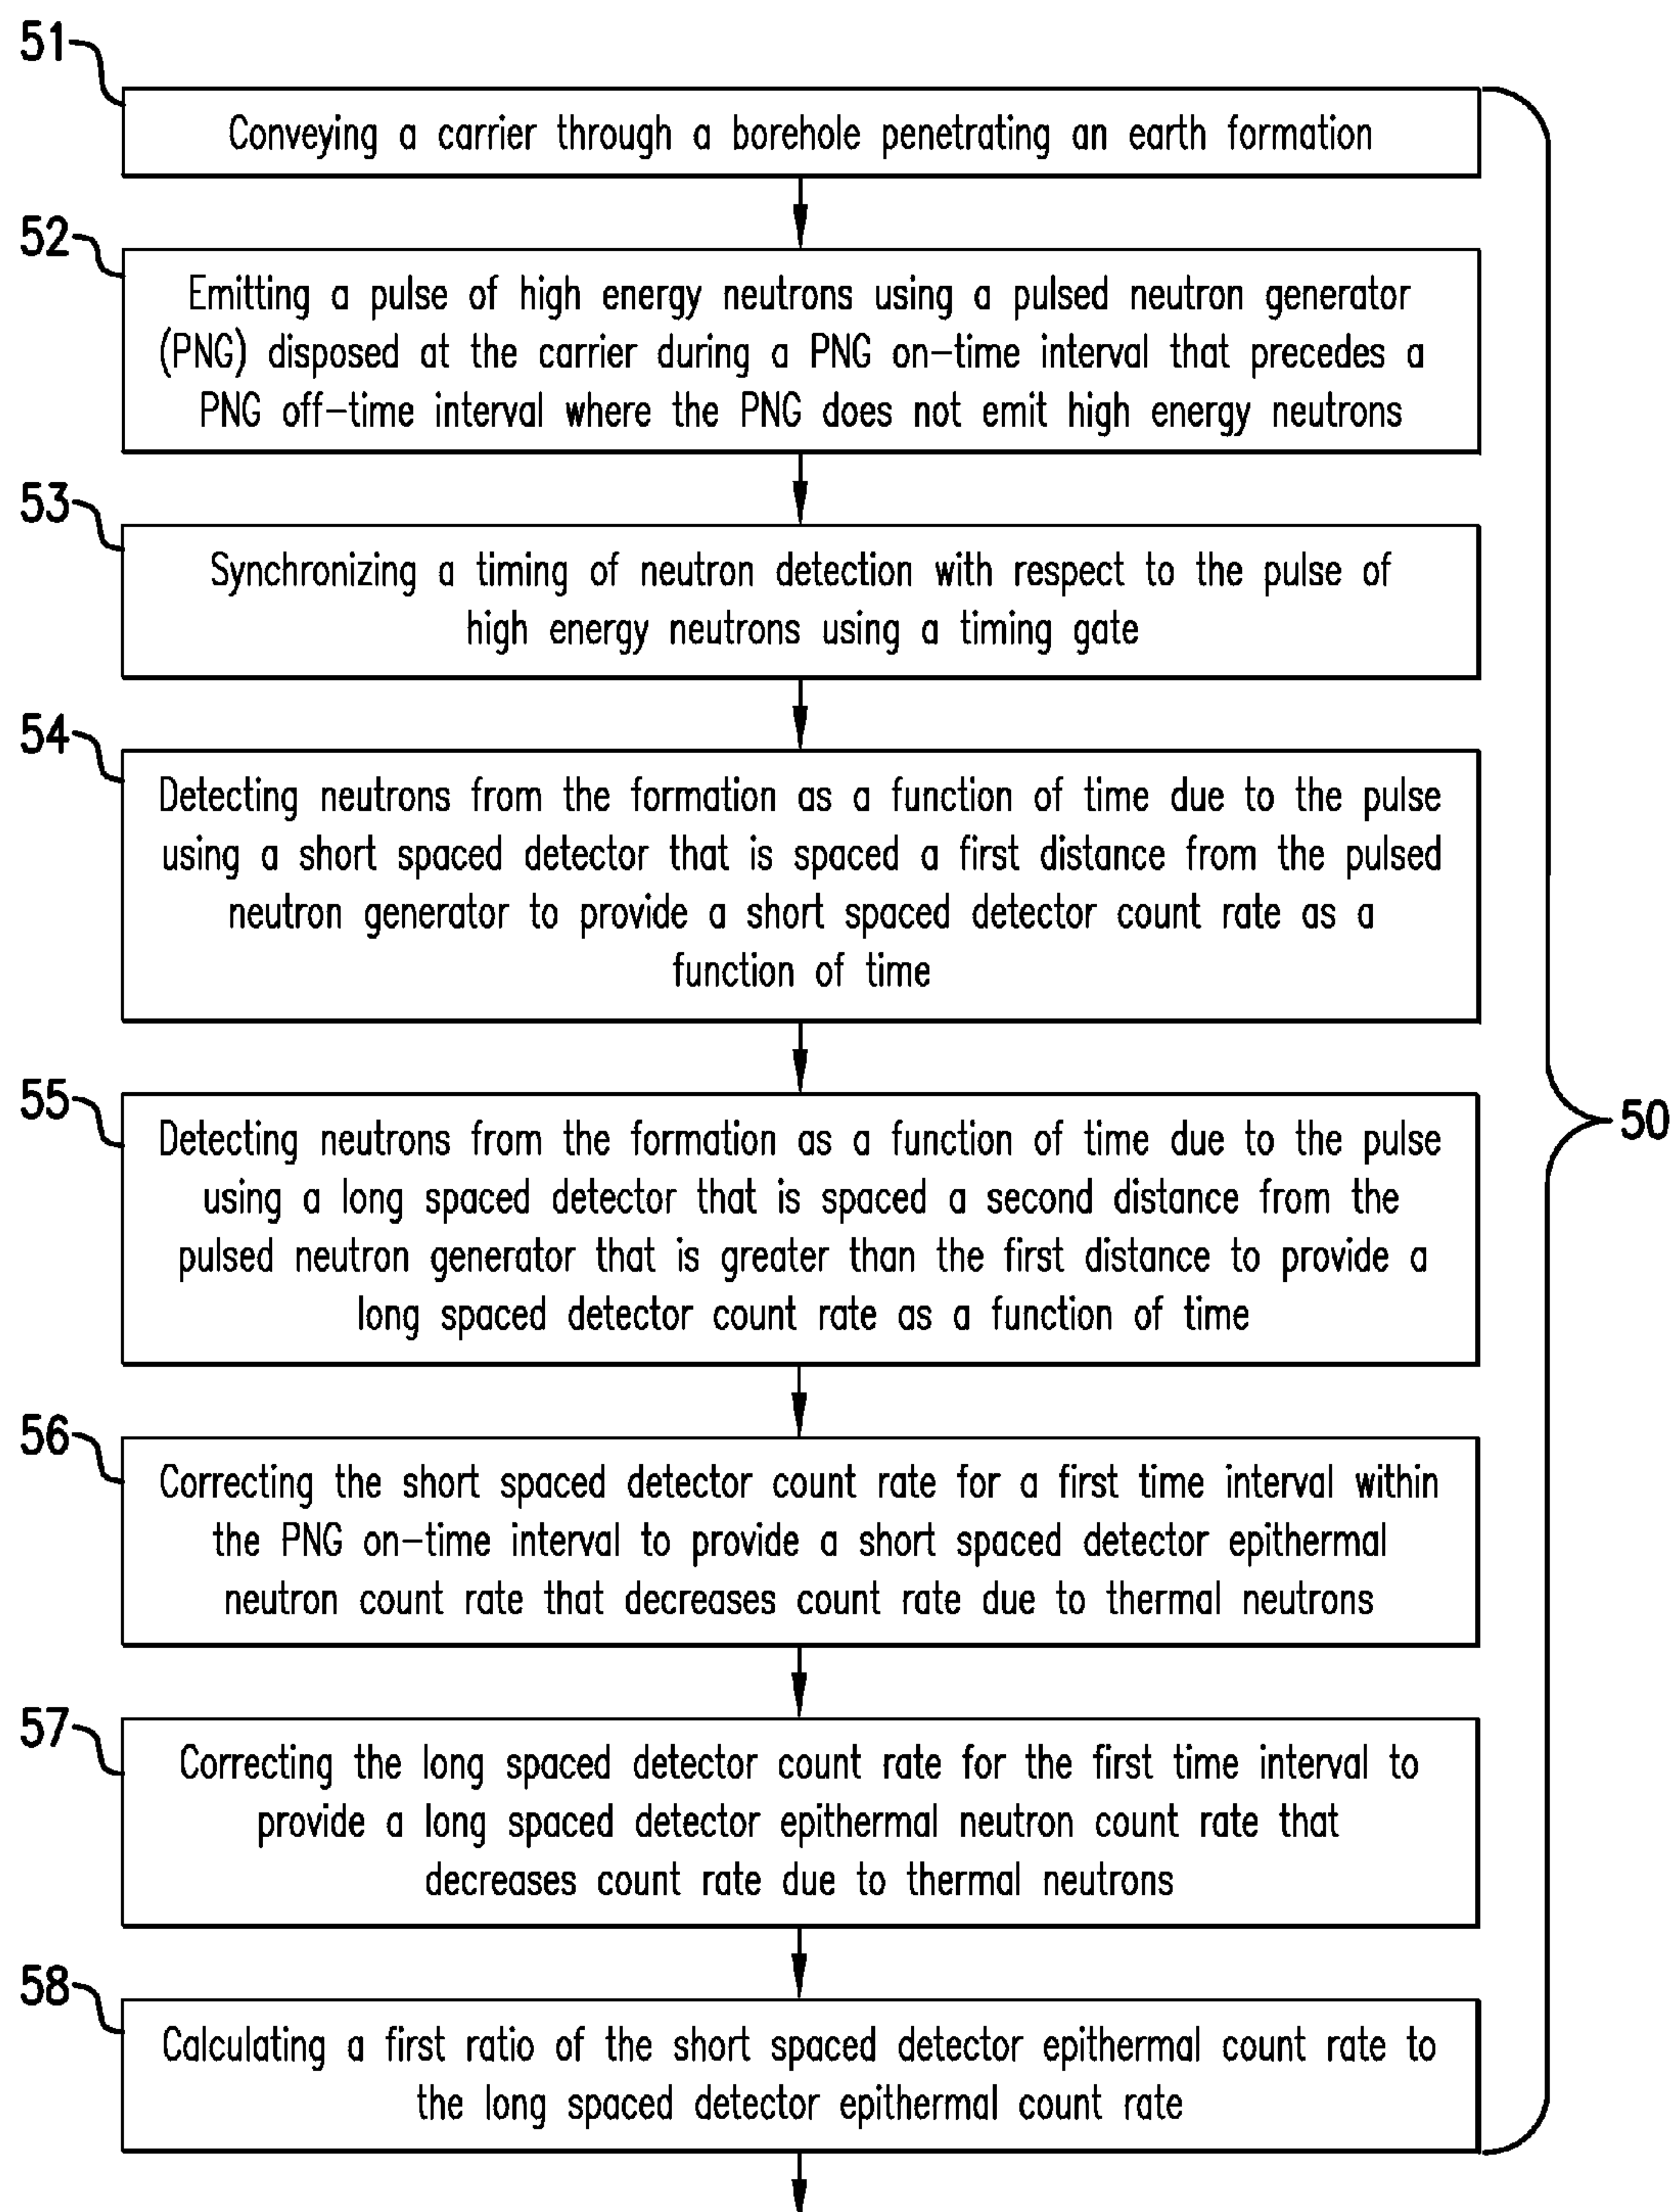 51
Conveying a carrier through a borehole penetrating an earth formation
52
Emitting a pulse of high energy neutrons using a pulsed neutron generator
(PNG) disposed at the carrier during a PNG on-time interval that precedes a
PNG off-time interval where the PNG does not emit high energy neutrons
53
Synchronizing a timing of neutron detection with respect to the pulse of
high energy neutrons using a timing gate
54
Detecting neutrons from the formation as a function of time due to the pulse
using a short spaced detector that is spaced a first distance from the pulsed
neutron generator to provide a short spaced detector count rate as a
function of time
55
Detecting neutrons from the formation as a function of time due to the pulse
using a long spaced detector that is spaced a second distance from the
pulsed neutron generator that is greater than the first distance to provide a
long spaced detector count rate as a function of time
50
56
Correcting the short spaced detector count rate for a first time interval within
the PNG on-time interval to provide a short spaced detector epithermal
neutron count rate that decreases count rate due to thermal neutrons
57
Correcting the long spaced detector count rate for the first time interval to
provide a long spaced detector epithermal neutron count rate that
decreases count rate due to thermal neutrons
58
Calculating a first ratio of the short spaced detector epithermal count rate to
the long spaced detector epithermal count rate